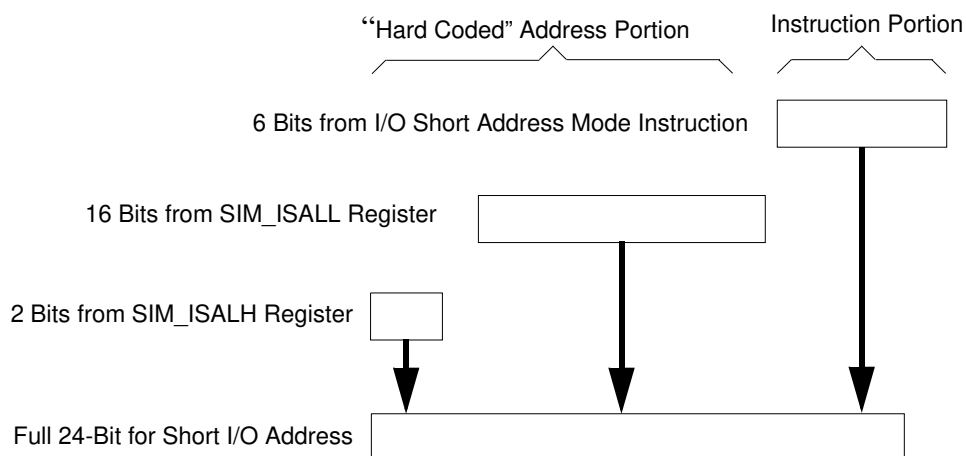 “Hard Coded” Address Portion
Instruction Portion
6 Bits from I/O Short Address Mode Instruction
16 Bits from SIM_ISALL Register
2 Bits from SIM_ISALH Register
Full 24-Bit for Short I/O Address